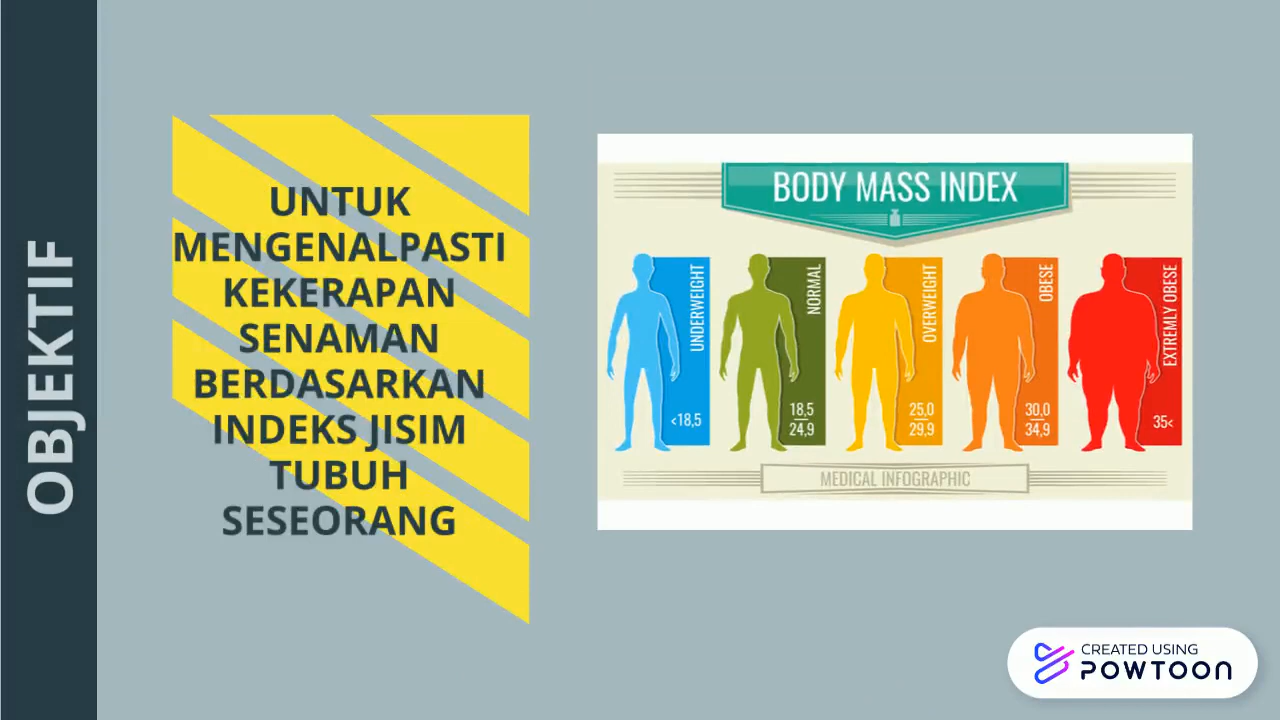 OBJEKTIF
UNTUK
MENGENALPASTI
KEKERAPAN
SENAMAN
BERDASARKAN
INDEKS JISIM
TUBUH
SESEORANG
BODY MASS INDEX
UNDERWEIGHT
<18,5
NORMAL
18,5
24,9
OVERWEIGHT
25,0
29,9
OBESE
30,0
34,9
EXTREMLY OBESE
35<
MEDICAL INFOGRAPHIC
CREATED USING
POWTOON